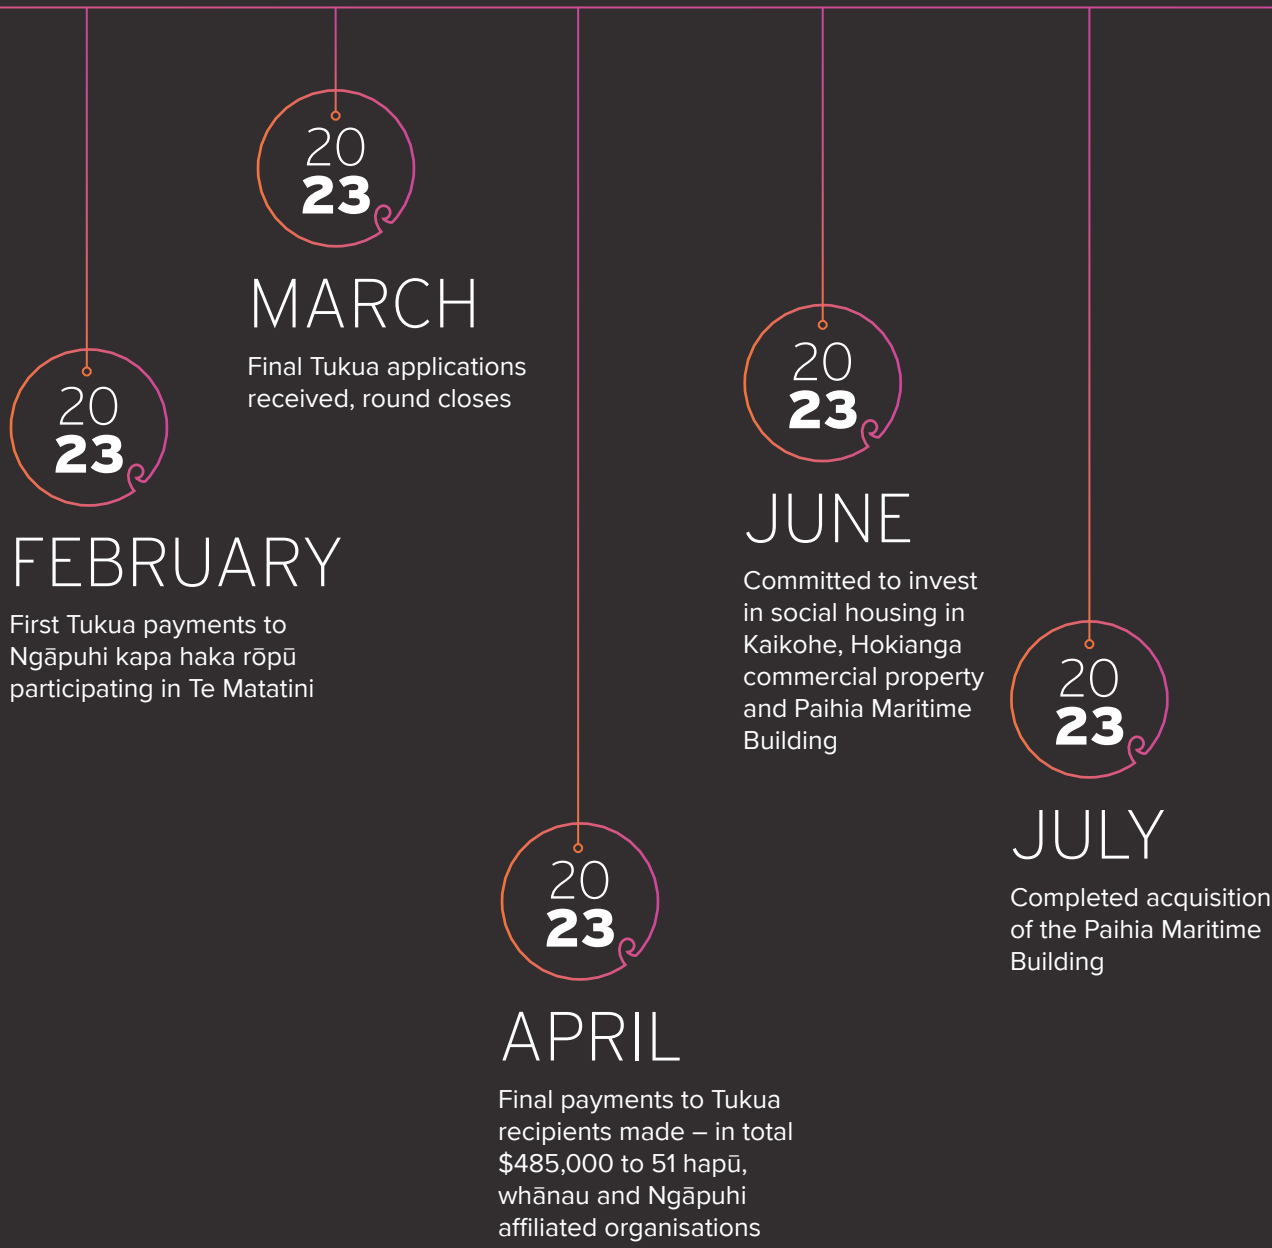 20
23
FEBRUARY
First Tukua payments to
Ngāpuhi kapa haka rōpū
participating in Te Matatini
20
23
MARCH
Final Tukua applications
received, round closes
20
23
APRIL
Final payments to Tukua
recipients made – in total
$485,000 to 51 hapū,
whānau and Ngāpuhi
affiliated organisations
20
23
JUNE
Committed to invest
in social housing in
Kaikohe, Hokianga
commercial property
and Paihia Maritime
Building
20
23
JULY
Completed acquisition
of the Paihia Maritime
Building